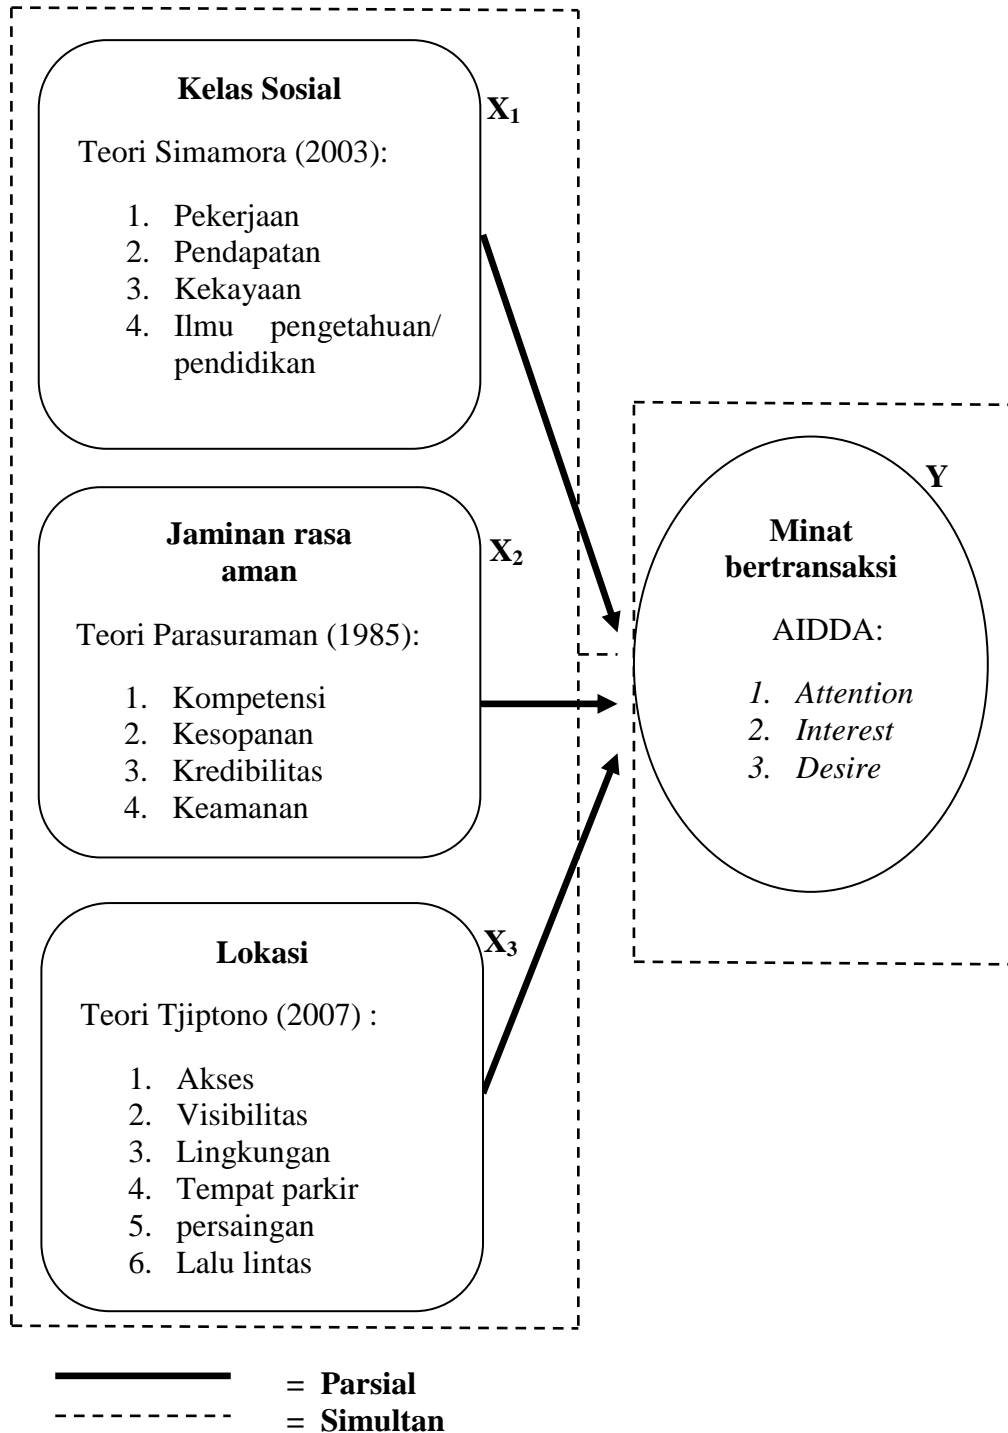 Kelas Sosial
X₁
Teori Simamora (2003):
1. Pekerjaan
2. Pendapatan
3. Kekayaan
4. Ilmu pengetahuan/
pendidikan
Jaminan rasa
aman
X₂
Teori Parasuraman (1985):
1. Kompetensi
2. Kesopanan
3. Kredibilitas
4. Keamanan
Lokasi
X₃
Teori Tjiptono (2007) :
1. Akses
2. Visibilitas
3. Lingkungan
4. Tempat parkir
5. persaingan
6. Lalu lintas
Y
Minat
bertransaksi
AIDDA:
1. Attention
2. Interest
3. Desire
= Parsial
= Simultan